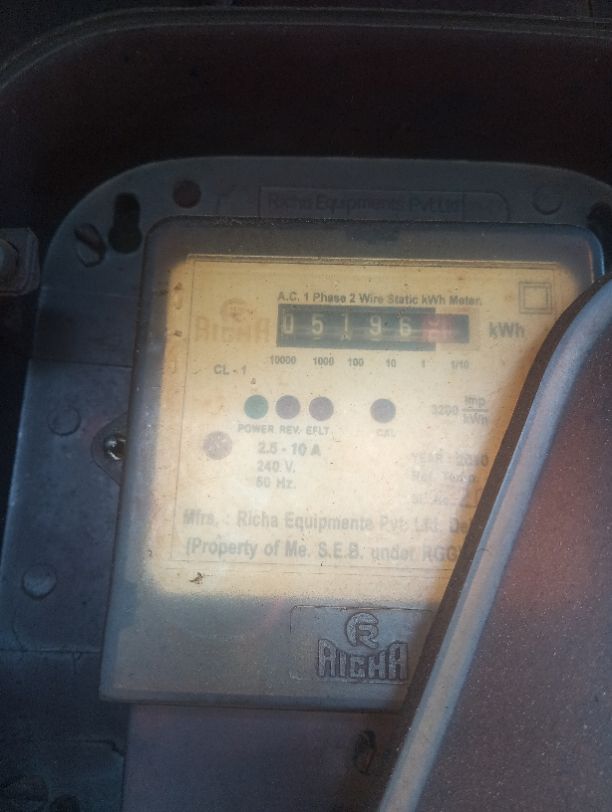 Richa Equipments Pvt Ltd
A.C. 1 Phase 2 Wire Static kWh Meter.
RICHA
05196 kWh
CL - 1
10000 1000 100 10 1 1/10
3200 imp/kWh
POWER REV. EFLT CAL
2.5 - 10 A
240 V.
50 Hz.
YEAR
Ref. Temp.
Mfrs. : Richa Equipments Pvt. Ltd.
(Property of Me. S.E.B. under
R
RICHA